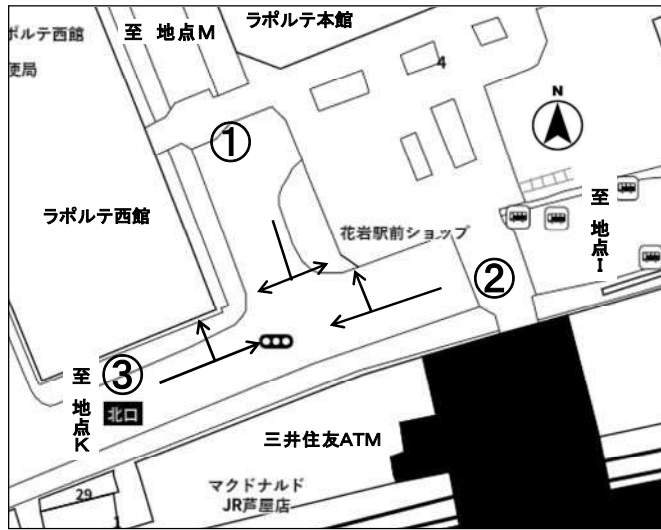 ポルテ西館
便局
至 地点M
ラポルテ本館
4
①
N
ラポルテ西館
花岩駅前ショップ
至 地点I
②
③
至 地点K
北口
三井住友ATM
マクドナルド
JR芦屋店
29
1